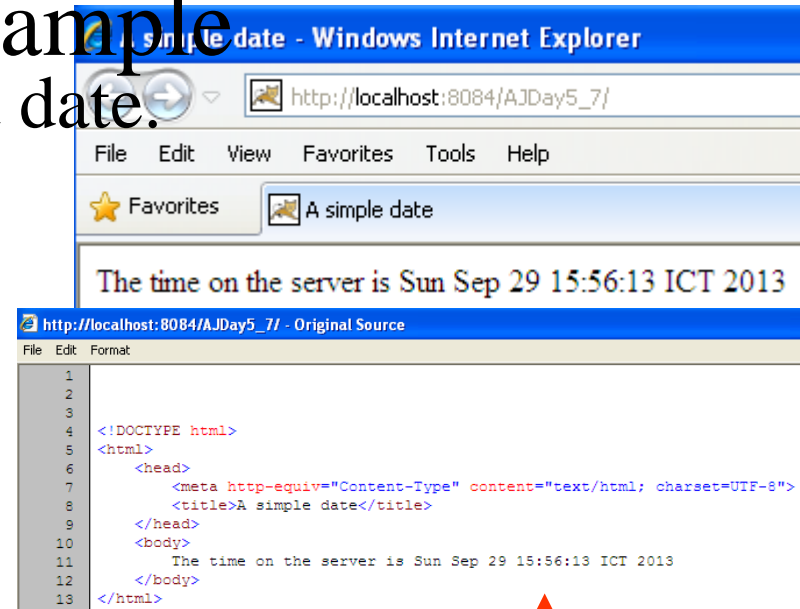 ample
date.
A simple date - Windows Internet Explorer
http://localhost:8084/AJDay5_7/
File Edit View Favorites Tools Help
Favorites A simple date
The time on the server is Sun Sep 29 15:56:13 ICT 2013
http://localhost:8084/AJDay5_7/ - Original Source
File Edit Format
1
2
3
4 <!DOCTYPE html>
5 <html>
6 <head>
7 <meta http-equiv="Content-Type" content="text/html; charset=UTF-8">
8 <title>A simple date</title>
9 </head>
10 <body>
11 The time on the server is Sun Sep 29 15:56:13 ICT 2013
12 </body>
13 </html>